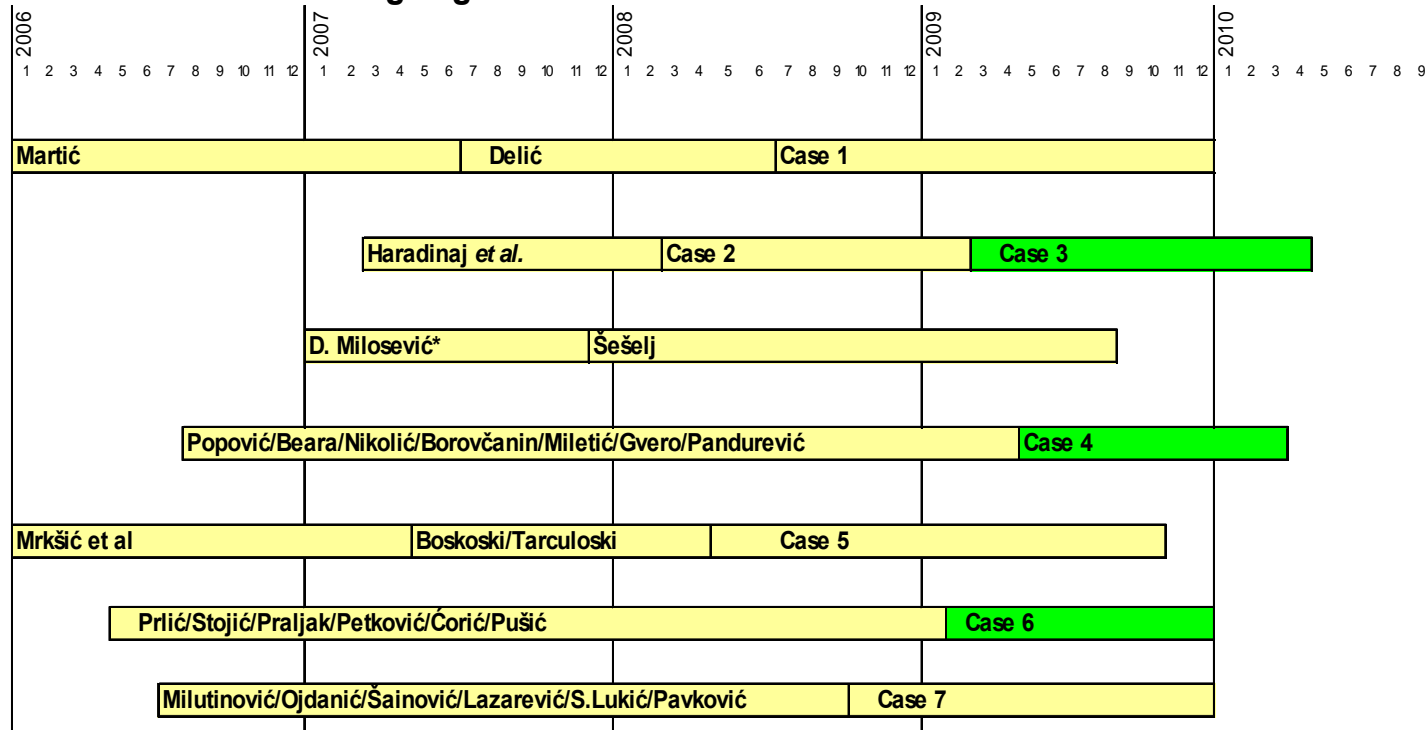 2006 2007 2008 2009 2010
1 2 3 4 5 6 7 8 9 10 11 12 1 2 3 4 5 6 7 8 9 10 11 12 1 2 3 4 5 6 7 8 9 10 11 12 1 2 3 4 5 6 7 8 9 10 11 12 1 2 3 4 5 6 7 8 9
Martić Delić Case 1
Haradinaj et al. Case 2 Case 3
D. Milosević* Šešelj
Popović/Beara/Nikolić/Borovčanin/Miletić/Gvero/Pandurević Case 4
Mrkšić et al Boskoski/Tarculoski Case 5
Prlić/Stojić/Praljak/Petković/Ćorić/Pušić Case 6
Milutinović/Ojdanić/Šainović/Lazarević/S.Lukić/Pavković Case 7